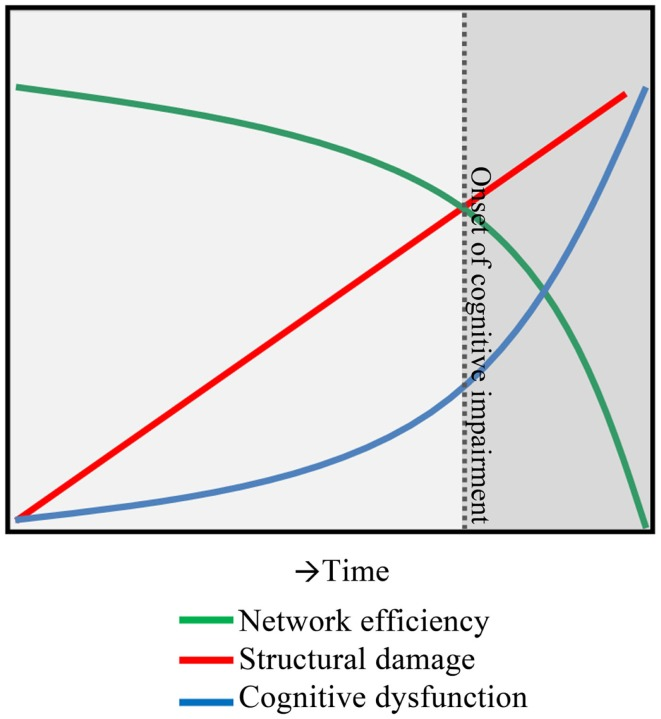 Onset of cognitive impairment
→Time
Network efficiency
Structural damage
Cognitive dysfunction